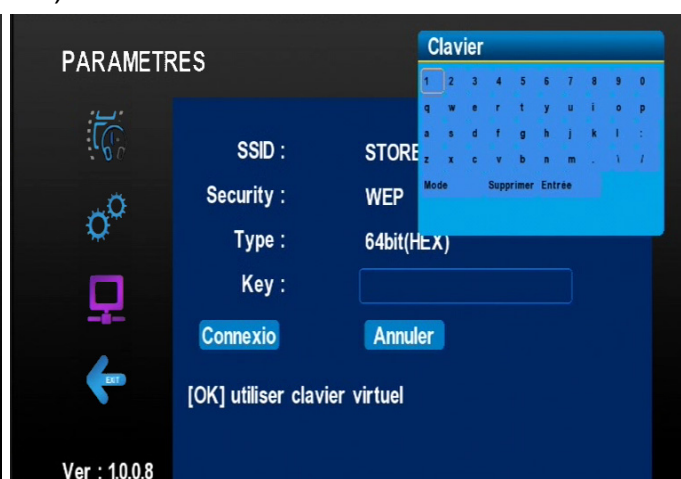 PARAMETRES
Clavier
1 2 3 4 5 6 7 8 9 0
q w e r t y u i o p
a s d f g h j k l :
z x c v b n m . \ /
Mode Supprimer Entrée
SSID : STORE
Security : WEP
Type : 64bit(HEX)
Key :
Connexio Annuler
EXIT
[OK] utiliser clavier virtuel
Ver : 1.0.0.8